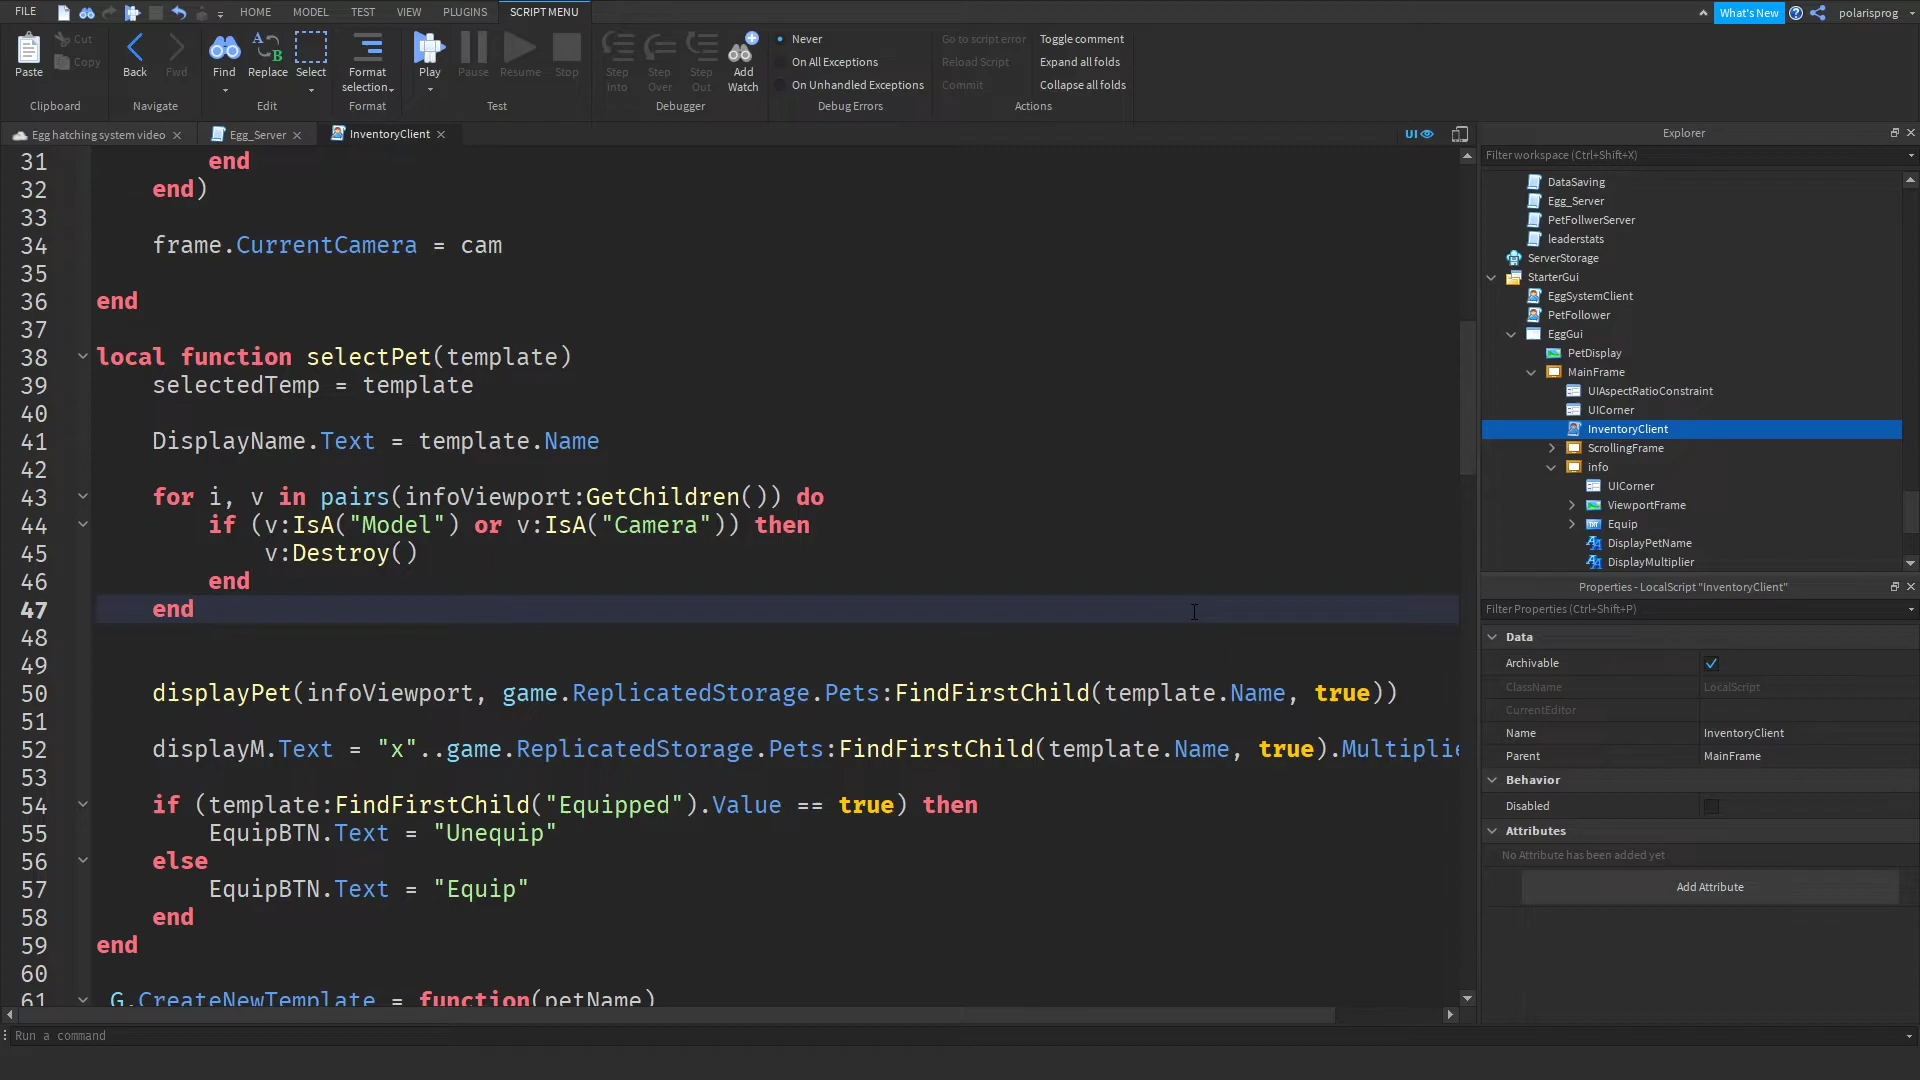 FILE HOME MODEL TEST VIEW PLUGINS SCRIPT MENU What's New polarisprog
Paste Cut Copy Clipboard
Back Fwd Navigate
Find Replace Select Edit
Format selection Format
Play Pause Resume Stop Test
Step Into Step Over Step Out Add Watch Debugger
Never
On All Exceptions
On Unhandled Exceptions
Debug Errors
Go to script error Toggle comment
Reload Script Expand all folds
Commit Collapse all folds
Actions
Egg hatching system video Egg_Server InventoryClient UI
31 end
32 end)
33
34 frame.CurrentCamera = cam
35
36 end
37
38 local function selectPet(template)
39 selectedTemp = template
40
41 DisplayName.Text = template.Name
42
43 for i, v in pairs(infoViewport:GetChildren()) do
44 if (v:IsA("Model") or v:IsA("Camera")) then
45 v:Destroy()
46 end
47 end
48
49
50 displayPet(infoViewport, game.ReplicatedStorage.Pets:FindFirstChild(template.Name, true))
51
52 displayM.Text = "x"..game.ReplicatedStorage.Pets:FindFirstChild(template.Name, true).Multiplie
53
54 if (template:FindFirstChild("Equipped").Value == true) then
55 EquipBTN.Text = "Unequip"
56 else
57 EquipBTN.Text = "Equip"
58 end
59 end
60
61 G.CreateNewTemplate = function(petName)
Run a command
Explorer
Filter workspace (Ctrl+Shift+X)
DataSaving
Egg_Server
PetFollwerServer
leaderstats
ServerStorage
StarterGui
EggSystemClient
PetFollower
EggGui
PetDisplay
MainFrame
UIAspectRatioConstraint
UICorner
InventoryClient
ScrollingFrame
info
UICorner
ViewportFrame
Equip
DisplayPetName
DisplayMultiplier
Properties - LocalScript "InventoryClient"
Filter Properties (Ctrl+Shift+P)
Data
Archivable
ClassName LocalScript
CurrentEditor
Name InventoryClient
Parent MainFrame
Behavior
Disabled
Attributes
No Attribute has been added yet
Add Attribute